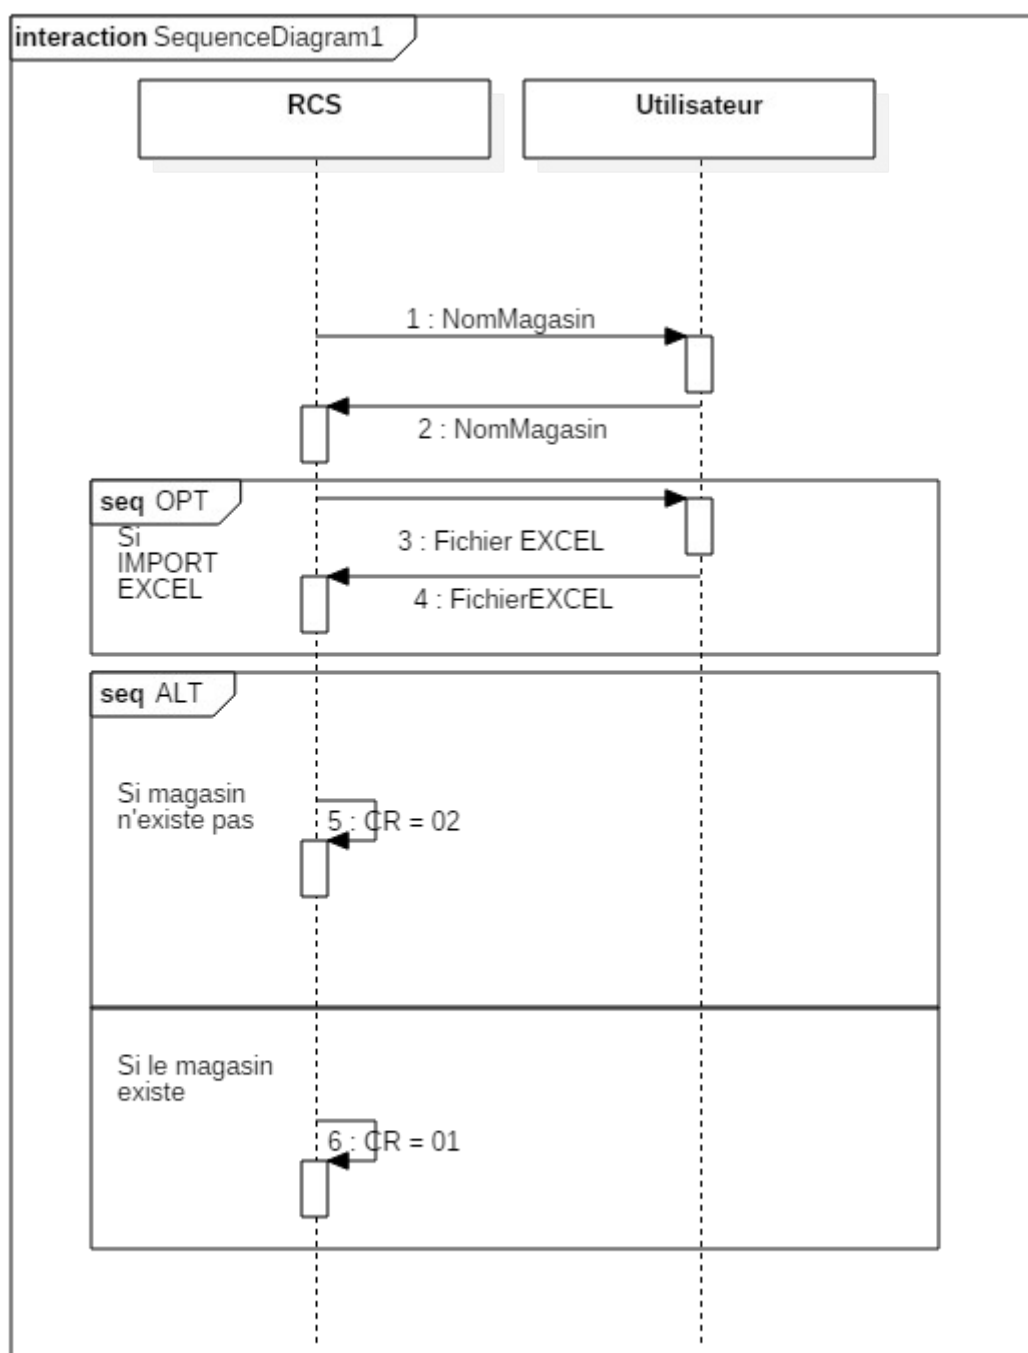 interaction SequenceDiagram1
RCS
Utilisateur
1 : NomMagasin
2 : NomMagasin
seq OPT
Si
IMPORT
EXCEL
3 : Fichier EXCEL
4 : FichierEXCEL
seq ALT
Si magasin
n'existe pas
5 : CR = 02
Si le magasin
existe
6 : CR = 01